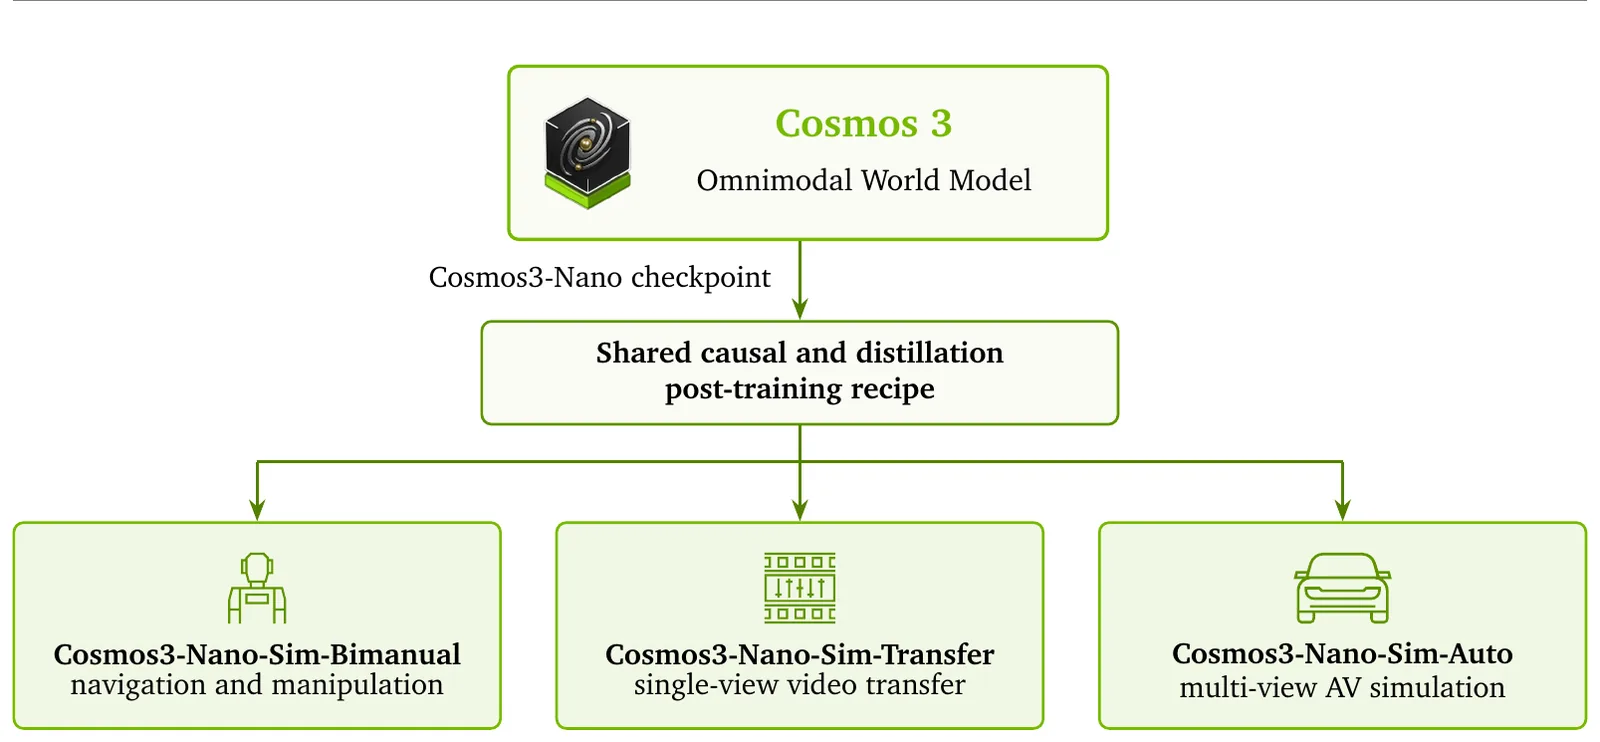 Cosmos 3
Omnimodal World Model
Cosmos3-Nano checkpoint
Shared causal and distillation
post-training recipe
Cosmos3-Nano-Sim-Bimanual
navigation and manipulation
Cosmos3-Nano-Sim-Transfer
single-view video transfer
Cosmos3-Nano-Sim-Auto
multi-view AV simulation